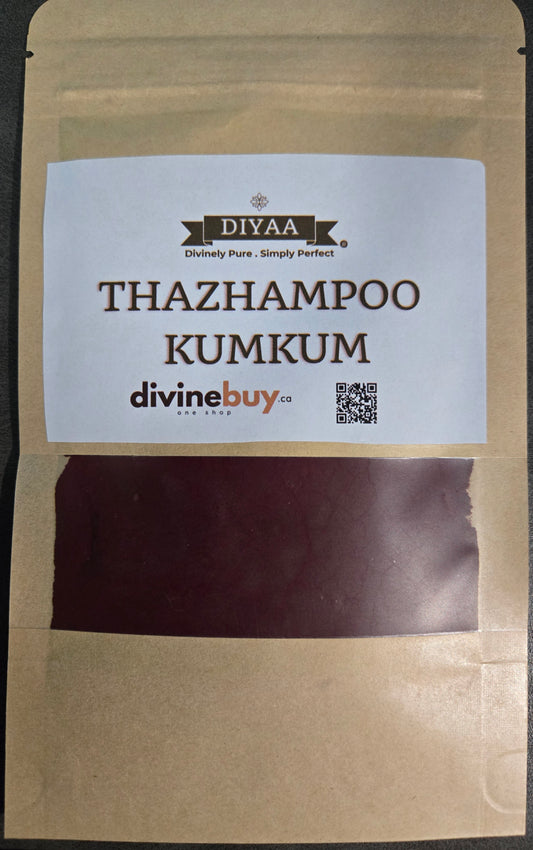 DIYAA
Divinely Pure . Simply Perfect
THAZHAMPOO
KUMKUM
divinebuy.ca
one shop